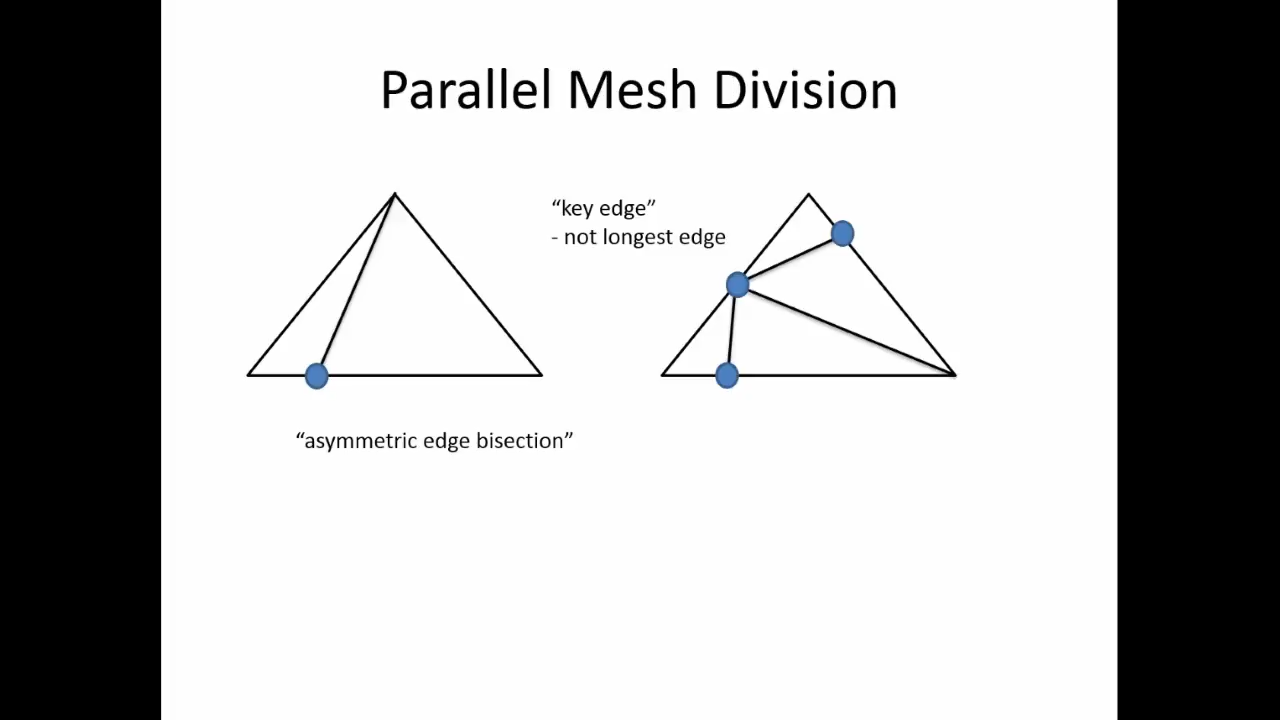 Parallel Mesh Division
“key edge”
- not longest edge
“asymmetric edge bisection”